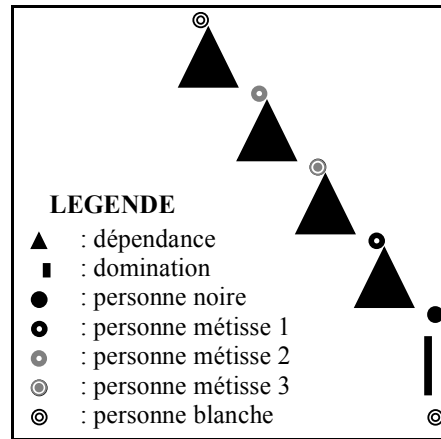 LEGENDE
: dépendance
: domination
: personne noire
: personne métisse 1
: personne métisse 2
: personne métisse 3
: personne blanche